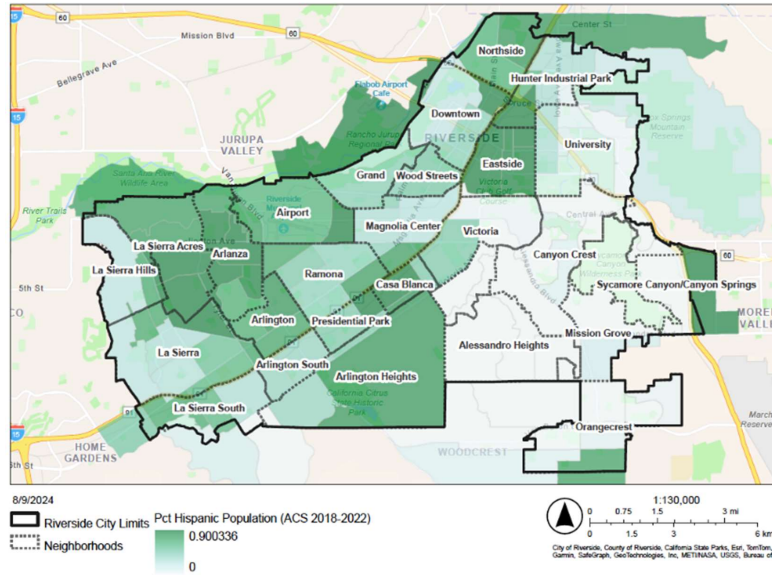 60
Mission Blvd
60
Center St
Northside
Bellegrave Ave
Flabob Airport
Cafe
Hunter Industrial Park
15
Downtown
JURUPA
VALLEY
Rancho Jurupa
Regional Park
RIVERSIDE
University
Eastside
Grand
Wood Streets
Santa Ana River
Wildlife Area
River Trails
Park
Airport
Magnolia Center
Victoria
Central Ave
La Sierra Acres
Arlanza
Canyon Crest
60
La Sierra Hills
5th St
Ramona
Casa Blanca
Sycamore Canyon/Canyon Springs
Arlington
Presidential Park
Mission Grove
La Sierra
Alessandro Heights
Arlington South
Arlington Heights
La Sierra South
California Citrus
State Historic
Park
91
Orangecrest
15
HOME
GARDENS
WOODCREST
8/9/2024
1:130,000
Riverside City Limits
Neighborhoods
Pct Hispanic Population (ACS 2018-2022)
0.900336
0
0 0.75 1.5 3 mi
0 1.5 3 6 km
City of Riverside, County of Riverside, California State Parks, Esri, TomTom,
Garmin, SafeGraph, GeoTechnologies, Inc, METI/NASA, USGS, Bureau of